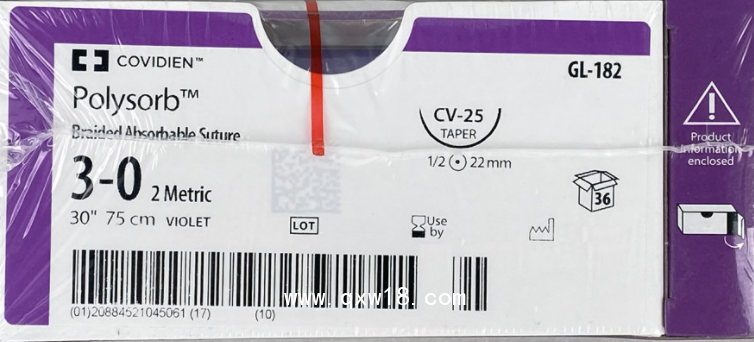 COVIDIEN™
GL-182
Polysorb™
Braided Absorbable Suture
CV-25
TAPER
1/2 22 mm
3-0 2 Metric
30" 75 cm VIOLET
LOT
Use
by
36
Product
information
enclosed
www.qxw18.com
(01)20884521045061 (17) (10)